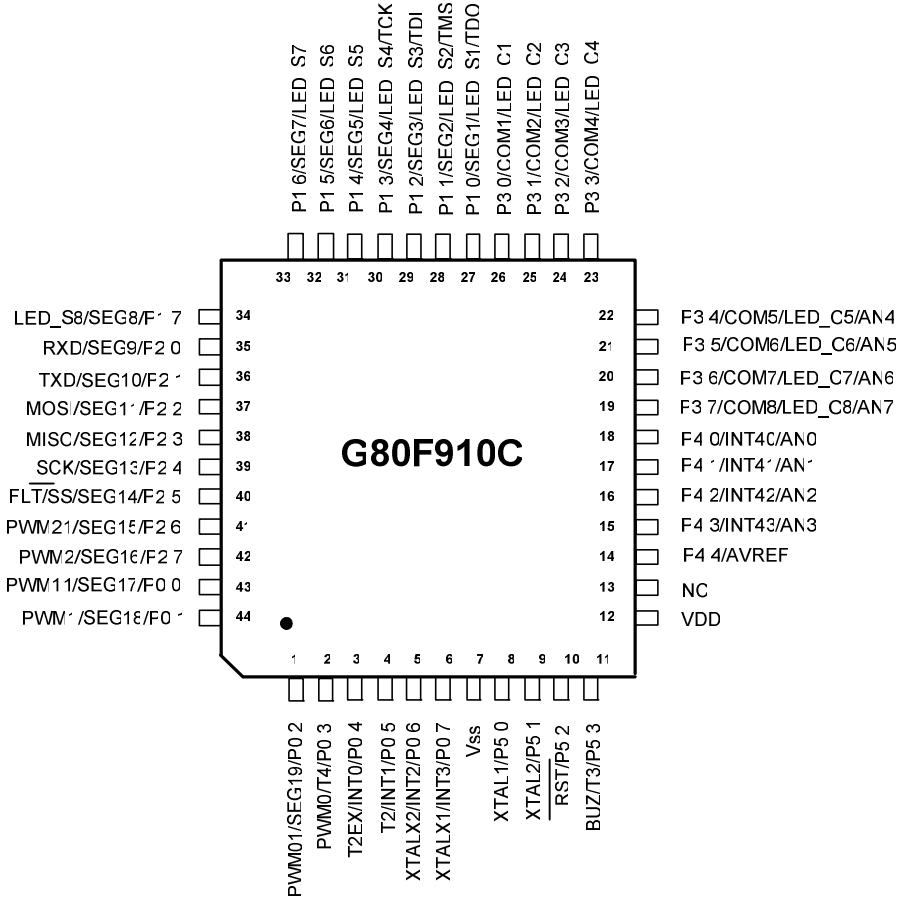 P1 6/SEG7/LED S7
P1 5/SEG6/LED S6
P1 4/SEG5/LED S5
P1 3/SEG4/LED S4/TCK
P1 2/SEG3/LED S3/TDI
P1 1/SEG2/LED S2/TMS
P1 0/SEG1/LED S1/TDO
P3 0/COM1/LED C1
P3 1/COM2/LED C2
P3 2/COM3/LED C3
P3 3/COM4/LED C4
33 32 31 30 29 28 27 26 25 24 23
LED_S8/SEG8/P1 7 34
RXD/SEG9/P2 0 35
TXD/SEG10/P2 1 36
MOSI/SEG11/P2 2 37
MISO/SEG12/P2 3 38
SCK/SEG13/P2 4 39
FLT/SS/SEG14/P2 5 40
PWM21/SEG15/P2 6 41
PWM2/SEG16/P2 7 42
PWM11/SEG17/P0 0 43
PWM1/SEG18/P0 1 44
G80F910C
22 P3 4/COM5/LED_C5/AN4
21 P3 5/COM6/LED_C6/AN5
20 P3 6/COM7/LED_C7/AN6
19 P3 7/COM8/LED_C8/AN7
18 P4 0/INT40/AN0
17 P4 1/INT41/AN1
16 P4 2/INT42/AN2
15 P4 3/INT43/AN3
14 P4 4/AVREF
13 NC
12 VDD
1 2 3 4 5 6 7 8 9 10 11
PWM01/SEG19/P0 2
PWM0/T4/P0 3
T2EX/INT0/P0 4
T2/INT1/P0 5
XTALX2/INT2/P0 6
XTALX1/INT3/P0 7
Vss
XTAL1/P5 0
XTAL2/P5 1
RST/P5 2
BUZ/T3/P5 3